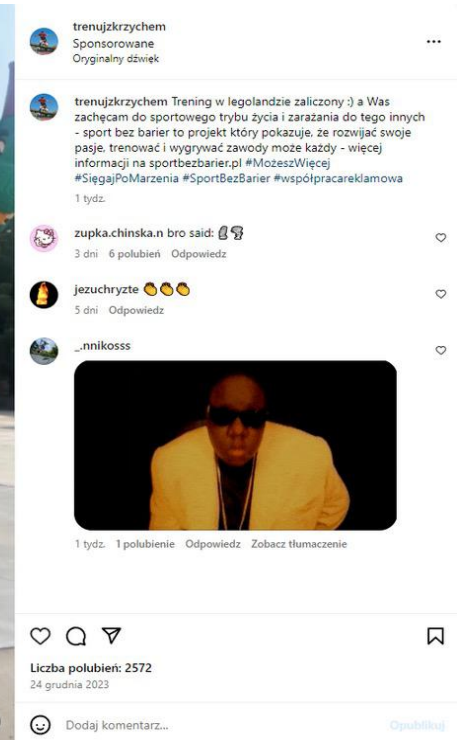 trenujzkrzychem
Sponsorowane
Oryginalny dźwięk
trenujzkrzychem Trening w legolandzie zaliczony :) a Was
zachęcam do sportowego trybu życia i zarażania do tego innych
- sport bez barier to projekt który pokazuje, że rozwijać swoje
pasje, trenować i wygrywać zawody może każdy - więcej
informacji na sportbezbarier.pl #MożeszWięcej
#SięgajPoMarzenia #SportBezBarier #współpracareklamowa
1 tydz.
zupka.chinska.n bro said: 🗿🦿
3 dni 6 polubień Odpowiedz
jezuchryzte 👏👏👏
5 dni Odpowiedz
_.nnikosss
1 tydz. 1 polubienie Odpowiedz Zobacz tłumaczenie
Liczba polubień: 2572
24 grudnia 2023
Dodaj komentarz...
Opublikuj